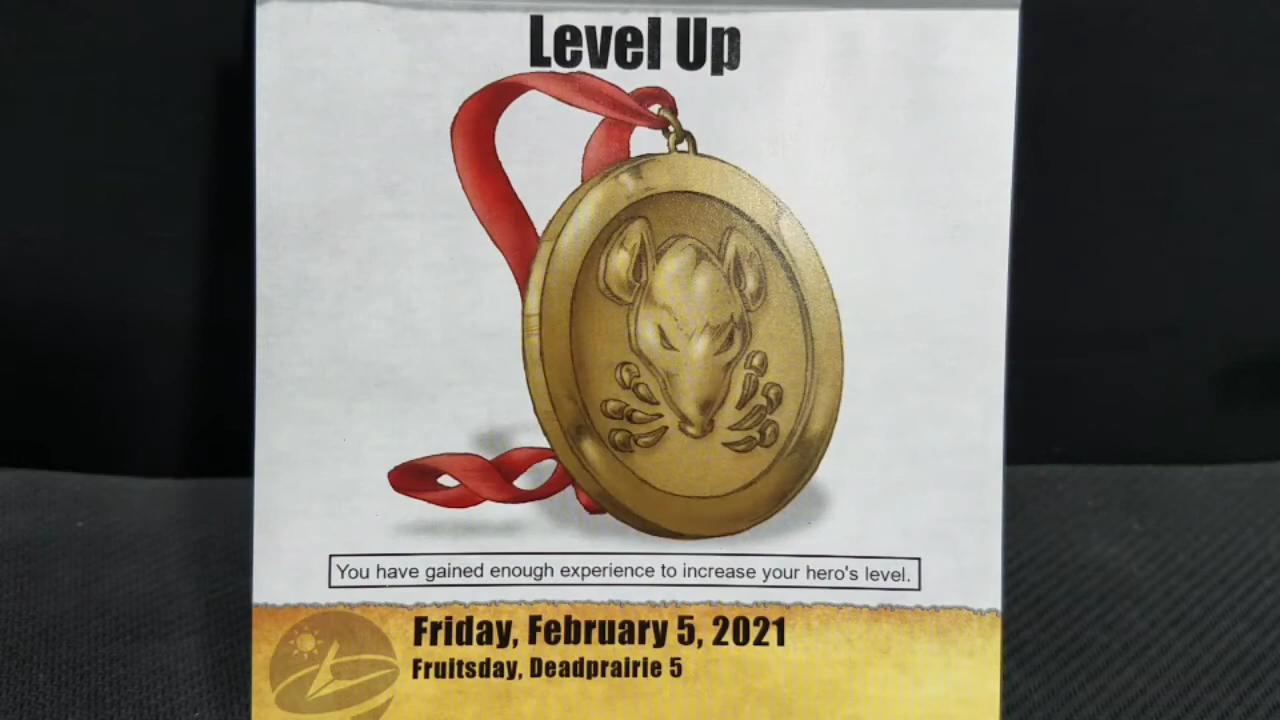 Level Up
You have gained enough experience to increase your hero's level.
Friday, February 5, 2021
Fruitsday, Deadprairie 5